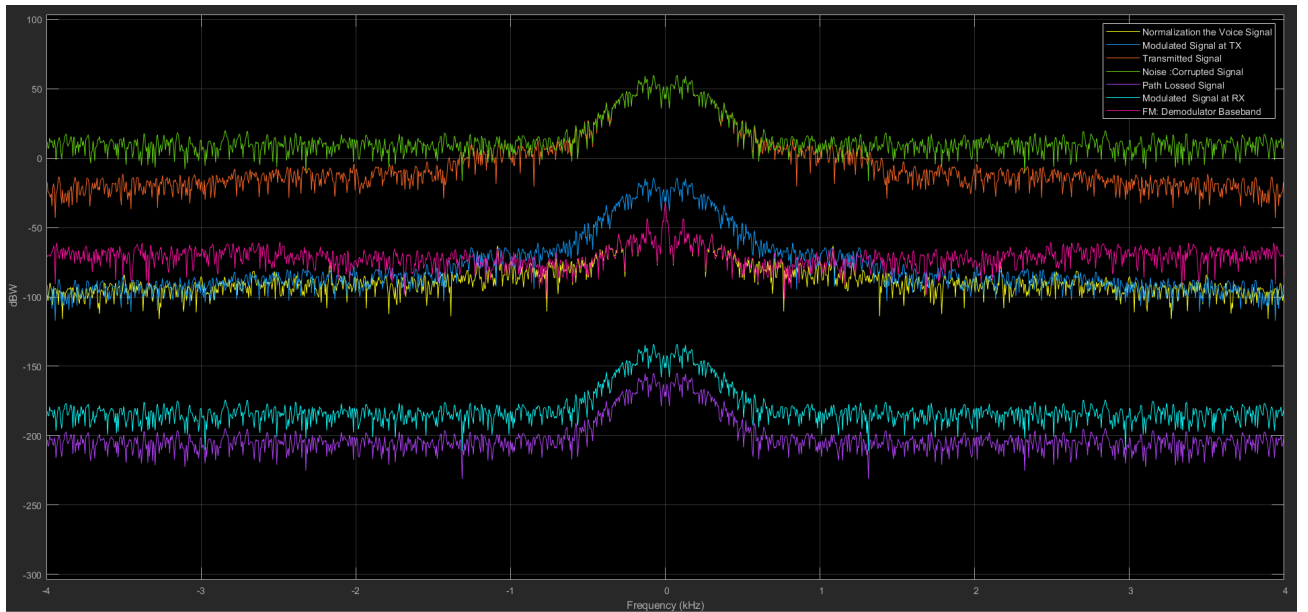 100
50
0
-50
-100
-150
-200
-250
-300
dBW
-4
-3
-2
-1
0
1
2
3
4
Frequency (kHz)
Normalization the Voice Signal
Modulated Signal at TX
Transmitted Signal
Noise :Corrupted Signal
Path Lossed Signal
Modulated Signal at RX
FM: Demodulator Baseband